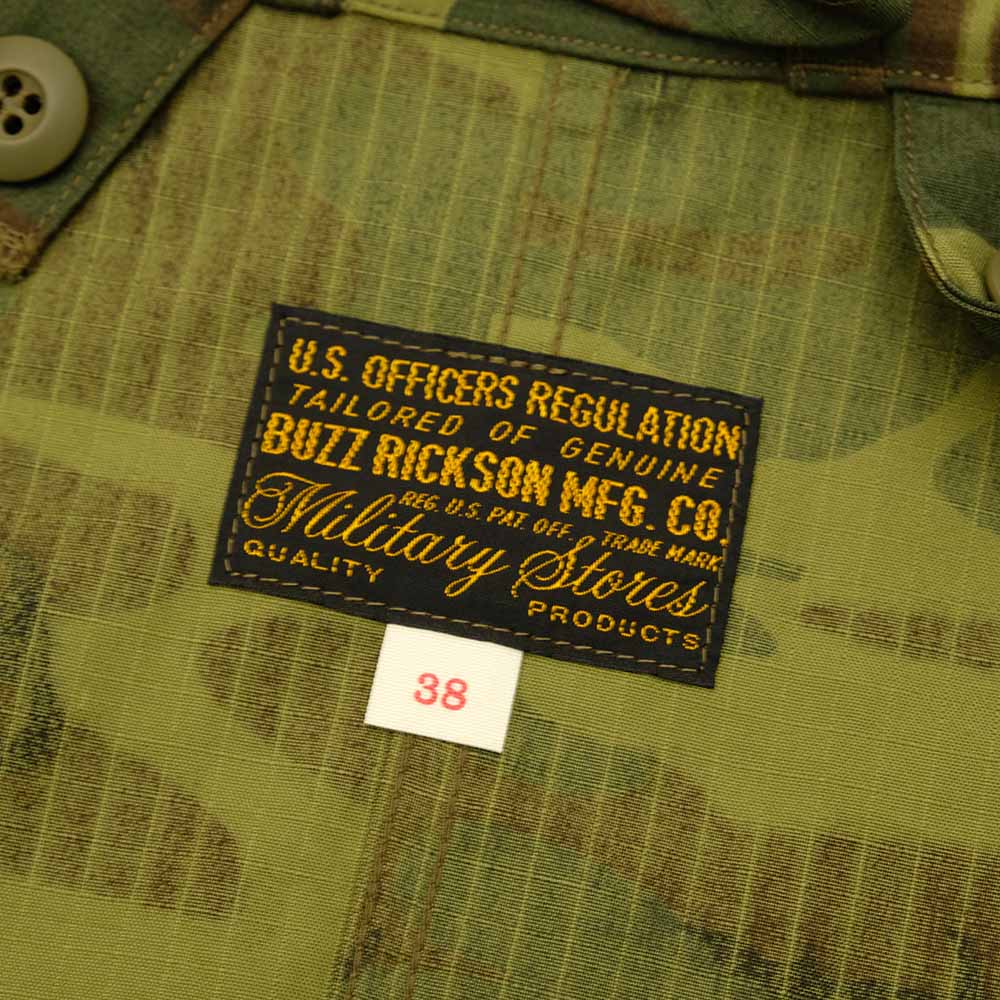 U.S. OFFICERS REGULATION
TAILORED OF GENUINE
BUZZ RICKSON MFG. CO.
REG. U.S. PAT. OFF. TRADE MARK
Military Stores
QUALITY PRODUCTS
38